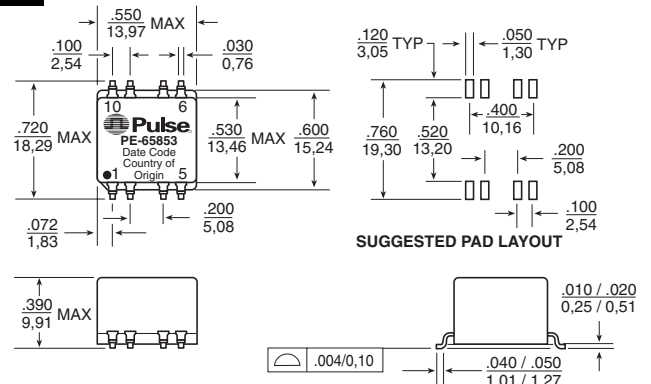 .550
13,97 MAX
.100
2,54
.030
0,76
10 6
Pulse
PE-65853
Date Code
Country of
Origin
1 5
.720
18,29 MAX
.530
13,46 MAX
.600
15,24
.072
1,83
.200
5,08
.120
3,05 TYP
.050
1,30 TYP
.400
10,16
.760
19,30
.520
13,20
.200
5,08
.100
2,54
SUGGESTED PAD LAYOUT
.390
9,91 MAX
.004/0,10
.010 / .020
0,25 / 0,51
.040 / .050
1,01 / 1,27